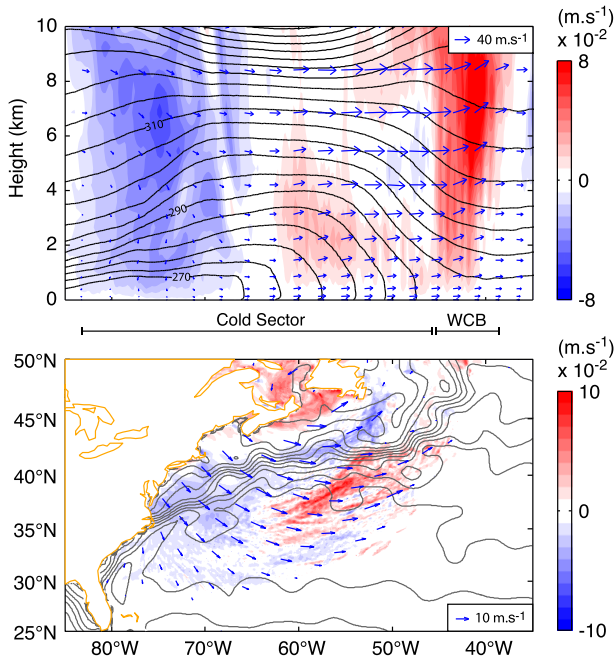 (m.s⁻¹)
x 10⁻²
10
8
6
4
2
0
Height (km)
310
290
270
40 m.s⁻¹
8
0
-8
Cold Sector
WCB
(m.s⁻¹)
x 10⁻²
50°N
45°N
40°N
35°N
30°N
25°N
80°W
70°W
60°W
50°W
40°W
10 m.s⁻¹
10
5
0
-5
-10